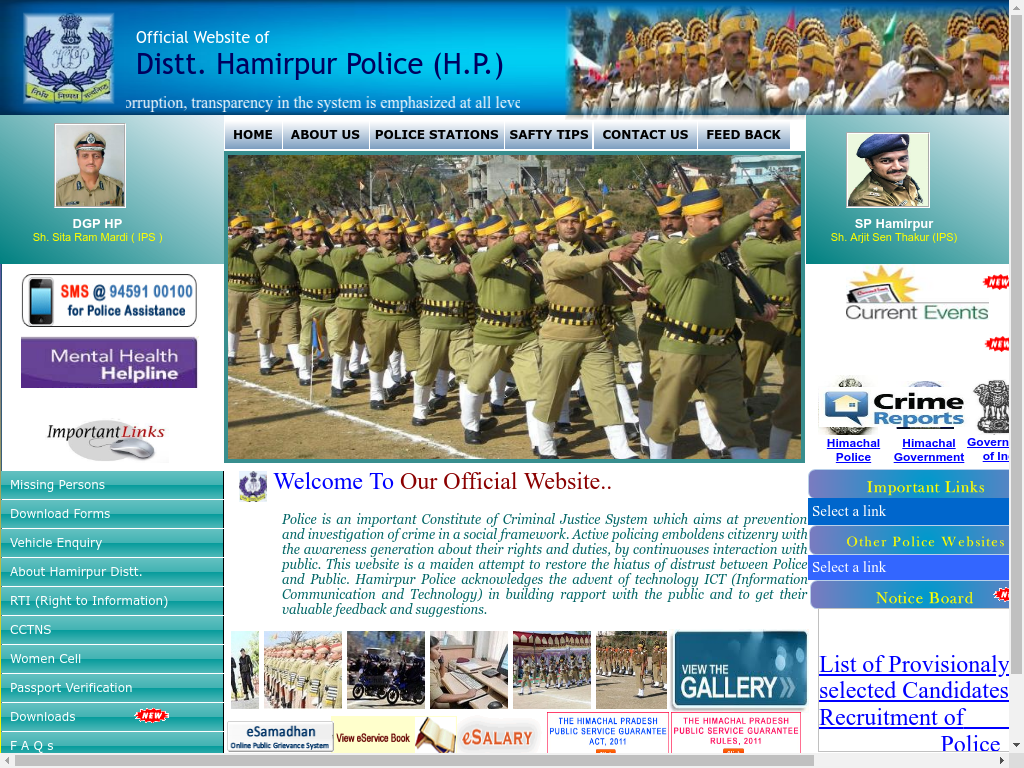 Official Website of
Distt. Hamirpur Police (H.P.)
orruption, transparency in the system is emphasized at all leve
HOME
ABOUT US
POLICE STATIONS
SAFTY TIPS
CONTACT US
FEED BACK
DGP HP
Sh. Sita Ram Mardi ( IPS )
SP Hamirpur
Sh. Arjit Sen Thakur (IPS)
SMS @ 94591 00100
for Police Assistance
Mental Health
Helpline
Important Links
Missing Persons
Download Forms
Vehicle Enquiry
About Hamirpur Distt.
RTI (Right to Information)
CCTNS
Women Cell
Passport Verification
Downloads NEW
F A Q s
Welcome To Our Official Website..
Police is an important Constitute of Criminal Justice System which aims at prevention
and investigation of crime in a social framework. Active policing emboldens citizenry with
the awareness generation about their rights and duties, by continuouses interaction with
public. This website is a maiden attempt to restore the hiatus of distrust between Police
and Public. Hamirpur Police acknowledges the advent of technology ICT (Information
Communication and Technology) in building rapport with the public and to get their
valuable feedback and suggestions.
VIEW THE
GALLERY
eSamadhan
Online Public Grievance System
View eService Book
eSALARY
THE HIMACHAL PRADESH
PUBLIC SERVICE GUARANTEE
ACT, 2011
THE HIMACHAL PRADESH
PUBLIC SERVICE GUARANTEE
RULES, 2011
NEW
Current Events
NEW
Crime
Reports
Himachal
Police
Himachal
Government
Govern
of In
Important Links
Select a link
Other Police Websites
Select a link
Notice Board
List of Provisionaly
selected Candidates
Recruitment of
Police